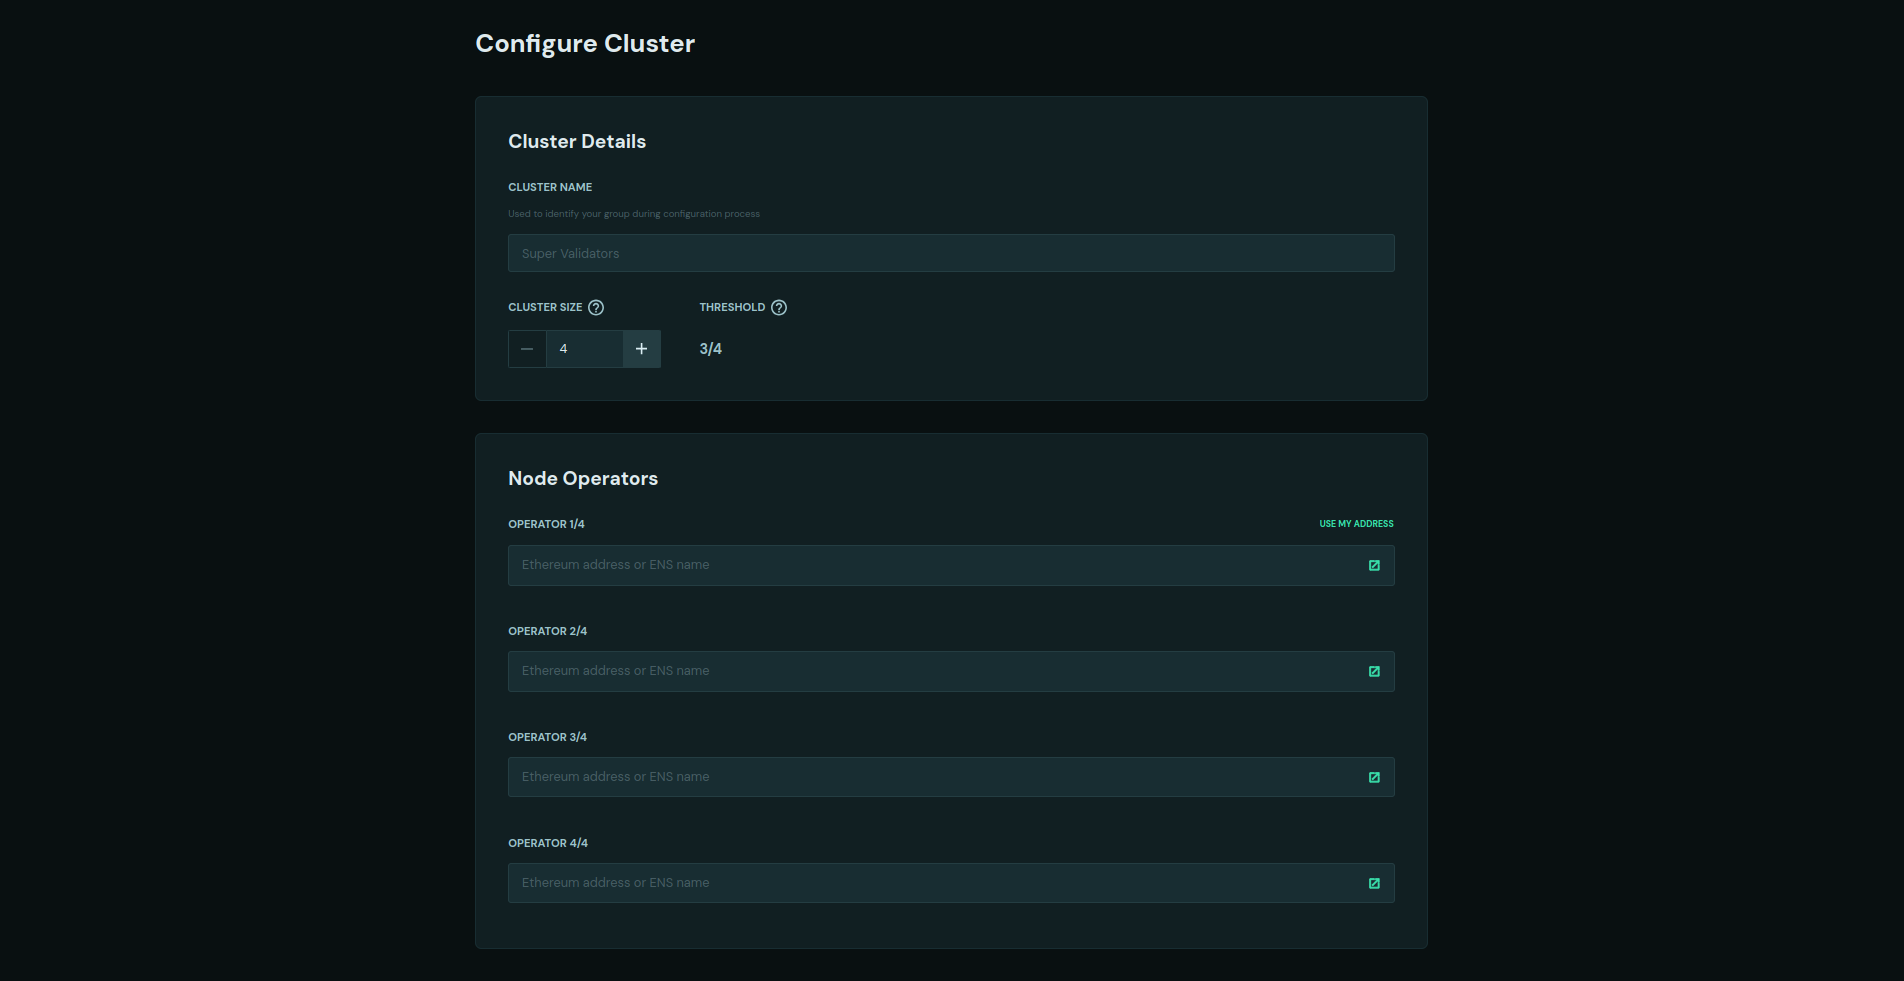 Configure Cluster
Cluster Details
CLUSTER NAME
Used to identify your group during configuration process
Super Validators
CLUSTER SIZE
THRESHOLD
4
3/4
Node Operators
OPERATOR 1/4
USE MY ADDRESS
Ethereum address or ENS name
OPERATOR 2/4
Ethereum address or ENS name
OPERATOR 3/4
Ethereum address or ENS name
OPERATOR 4/4
Ethereum address or ENS name